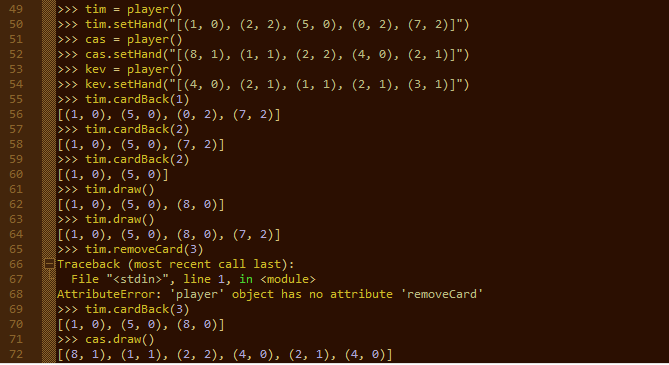 49 >>> tim = player()
50 >>> tim.setHand("[(1, 0), (2, 2), (5, 0), (0, 2), (7, 2)]")
51 >>> cas = player()
52 >>> cas.setHand("[(8, 1), (1, 1), (2, 2), (4, 0), (2, 1)]")
53 >>> kev = player()
54 >>> kev.setHand("[(4, 0), (2, 1), (1, 1), (2, 1), (3, 1)]")
55 >>> tim.cardBack(1)
56 [(1, 0), (5, 0), (0, 2), (7, 2)]
57 >>> tim.cardBack(2)
58 [(1, 0), (5, 0), (7, 2)]
59 >>> tim.cardBack(2)
60 [(1, 0), (5, 0)]
61 >>> tim.draw()
62 [(1, 0), (5, 0), (8, 0)]
63 >>> tim.draw()
64 [(1, 0), (5, 0), (8, 0), (7, 2)]
65 >>> tim.removeCard(3)
66 Traceback (most recent call last):
67   File "<stdin>", line 1, in <module>
68 AttributeError: 'player' object has no attribute 'removeCard'
69 >>> tim.cardBack(3)
70 [(1, 0), (5, 0), (8, 0)]
71 >>> cas.draw()
72 [(8, 1), (1, 1), (2, 2), (4, 0), (2, 1), (4, 0)]